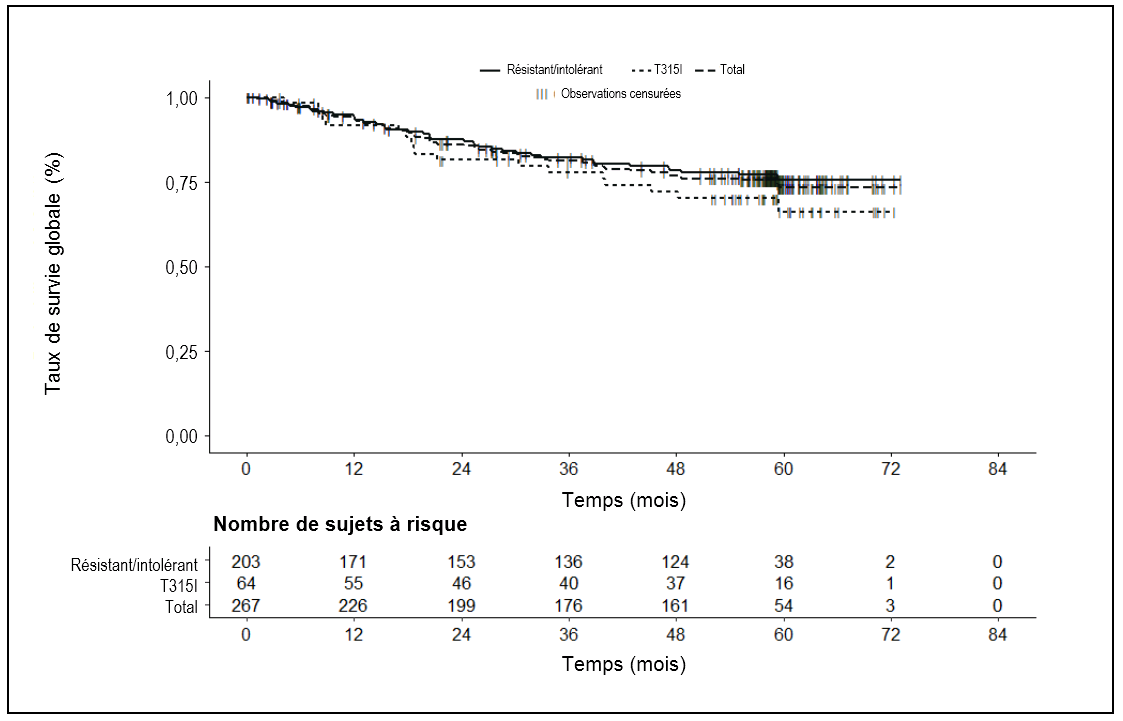 Résistant/intolérant T315I Total
Observations censurées
Taux de survie globale (%)
1,00
0,75
0,50
0,25
0,00
0 12 24 36 48 60 72 84
Temps (mois)
Nombre de sujets à risque
Résistant/intolérant 203 171 153 136 124 38 2 0
T315I 64 55 46 40 37 16 1 0
Total 267 226 199 176 161 54 3 0
0 12 24 36 48 60 72 84
Temps (mois)